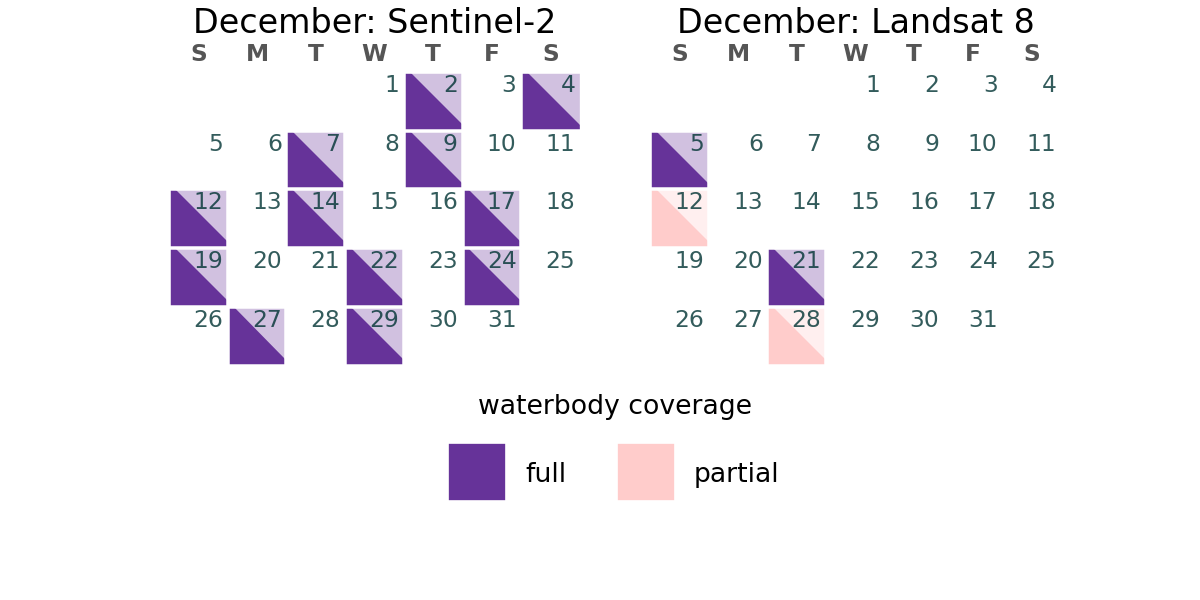 December: Sentinel-2
S M T W T F S
1 2 3 4
5 6 7 8 9 10 11
12 13 14 15 16 17 18
19 20 21 22 23 24 25
26 27 28 29 30 31
December: Landsat 8
S M T W T F S
1 2 3 4
5 6 7 8 9 10 11
12 13 14 15 16 17 18
19 20 21 22 23 24 25
26 27 28 29 30 31
waterbody coverage
full partial